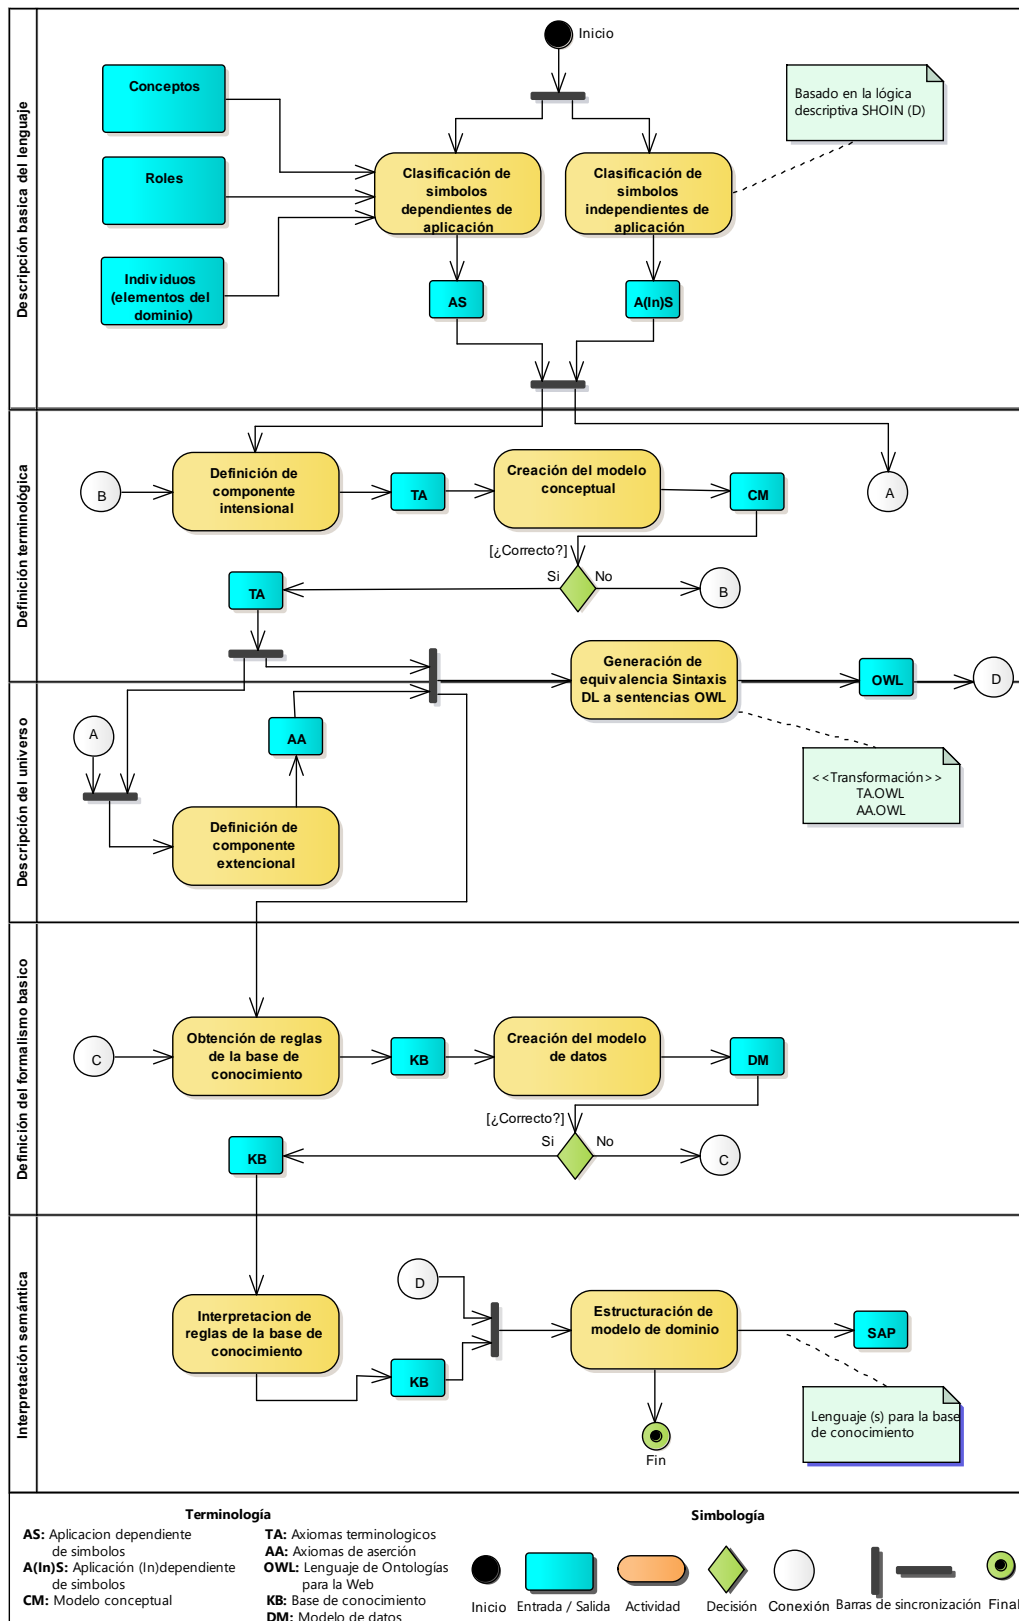 Descripción basica del lenguaje
Inicio
Conceptos
Roles
Individuos
(elementos del
dominio)
Clasificación de
simbolos
dependientes de
aplicación
Clasificación de
simbolos
independientes de
aplicación
Basado en la lógica
descriptiva SHOIN (D)
AS
A(In)S
Definición terminológica
B
Definición de
componente
intensional
TA
Creación del modelo
conceptual
CM
A
[¿Correcto?]
Si
No
TA
B
Generación de
equivalencia Sintaxis
DL a sentencias OWL
OWL
D
Descripción del universo
A
AA
Definición de
componente
extencional
<<Transformación>>
TA.OWL
AA.OWL
Definición del formalismo basico
C
Obtención de reglas
de la base de
conocimiento
KB
Creación del modelo
de datos
DM
[¿Correcto?]
Si
No
KB
C
Interpretación semántica
D
Interpretacion de
reglas de la base de
conocimiento
KB
Estructuración de
modelo de dominio
SAP
Lenguaje (s) para la base
de conocimiento
Fin
Terminología
AS: Aplicacion dependiente
de simbolos
A(In)S: Aplicación (In)dependiente
de simbolos
CM: Modelo conceptual
TA: Axiomas terminologicos
AA: Axiomas de aserción
OWL: Lenguaje de Ontologías
para la Web
KB: Base de conocimiento
DM: Modelo de datos
Simbología
Inicio
Entrada / Salida
Actividad
Decisión
Conexión
Barras de sincronización
Final